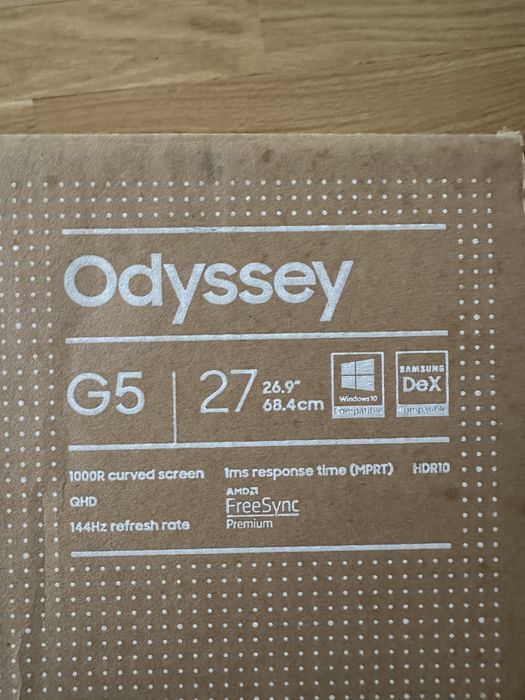 Odyssey
G5
27
26.9"
68.4cm
Windows 10
Compatible
SAMSUNG
DeX
Compatible
1000R curved screen
1ms response time (MPRT)
HDR10
QHD
AMD
FreeSync
Premium
144Hz refresh rate